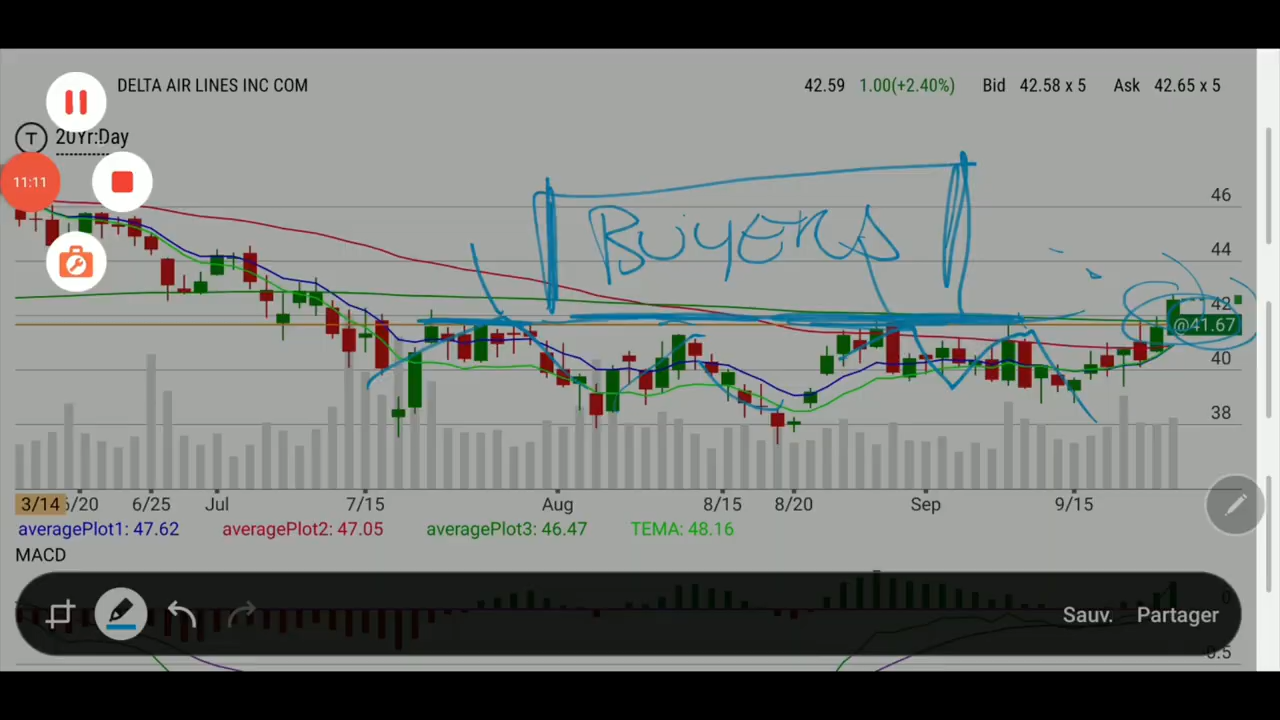 DELTA AIR LINES INC COM
42.59 1.00(+2.40%) Bid 42.58 x 5 Ask 42.65 x 5
T 20Yr:Day
11:11
46
BUYERS
44
42
@41.67
40
38
3/14 6/20 6/25 Jul 7/15 Aug 8/15 8/20 Sep 9/15
averagePlot1: 47.62 averagePlot2: 47.05 averagePlot3: 46.47 TEMA: 48.16
MACD
0
Sauv. Partager
-0.5